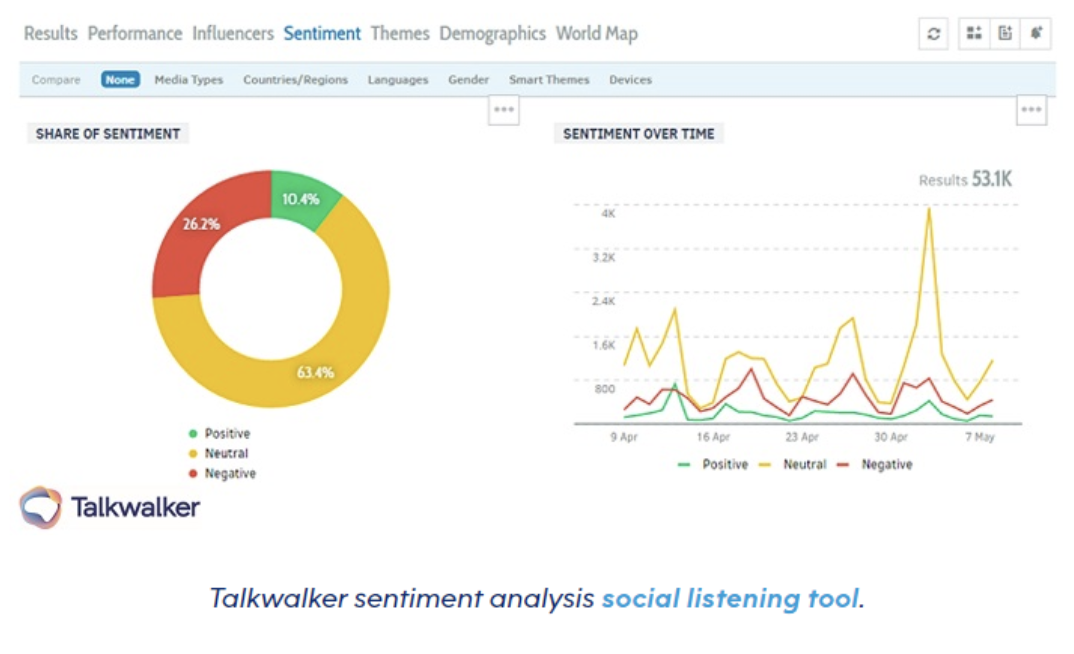 Results Performance Influencers Sentiment Themes Demographics World Map
Compare None Media Types Countries/Regions Languages Gender Smart Themes Devices
SHARE OF SENTIMENT
10.4%
26.2%
63.4%
Positive
Neutral
Negative
SENTIMENT OVER TIME
Results 53.1K
4K
3.2K
2.4K
1.6K
800
9 Apr 16 Apr 23 Apr 30 Apr 7 May
Positive Neutral Negative
Talkwalker
Talkwalker sentiment analysis social listening tool.